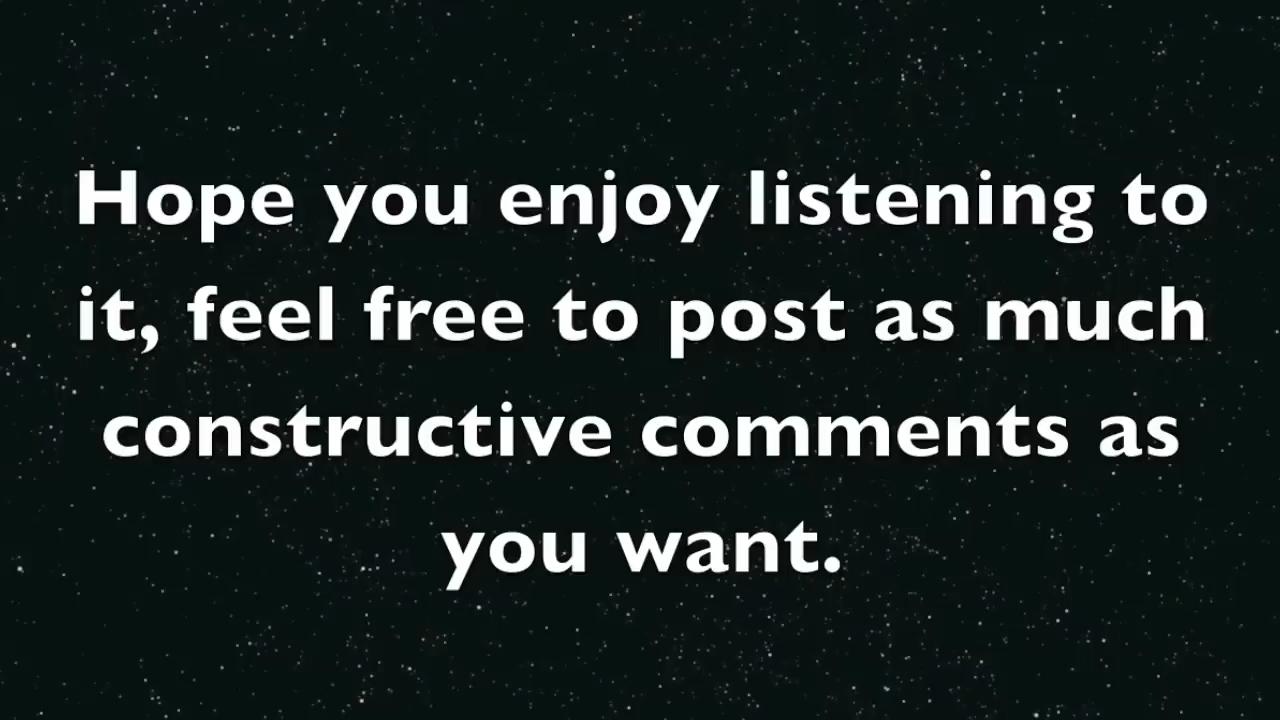 Hope you enjoy listening to
it, feel free to post as much
constructive comments as
you want.